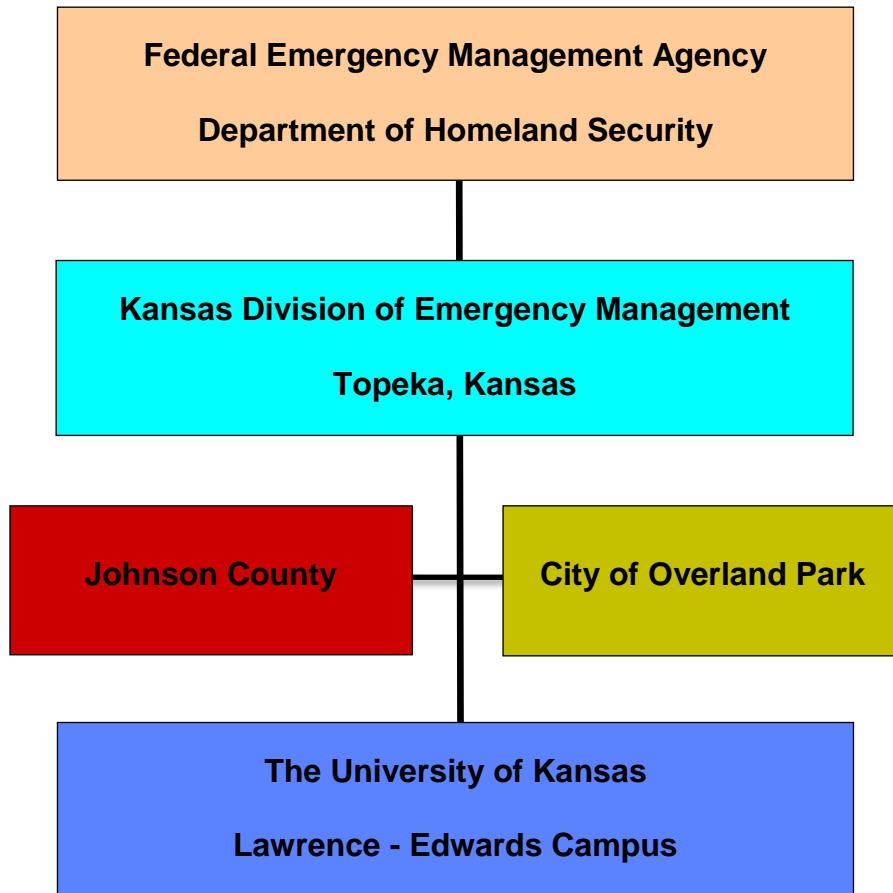 Federal Emergency Management Agency
Department of Homeland Security
Kansas Division of Emergency Management
Topeka, Kansas
Johnson County
City of Overland Park
The University of Kansas
Lawrence - Edwards Campus